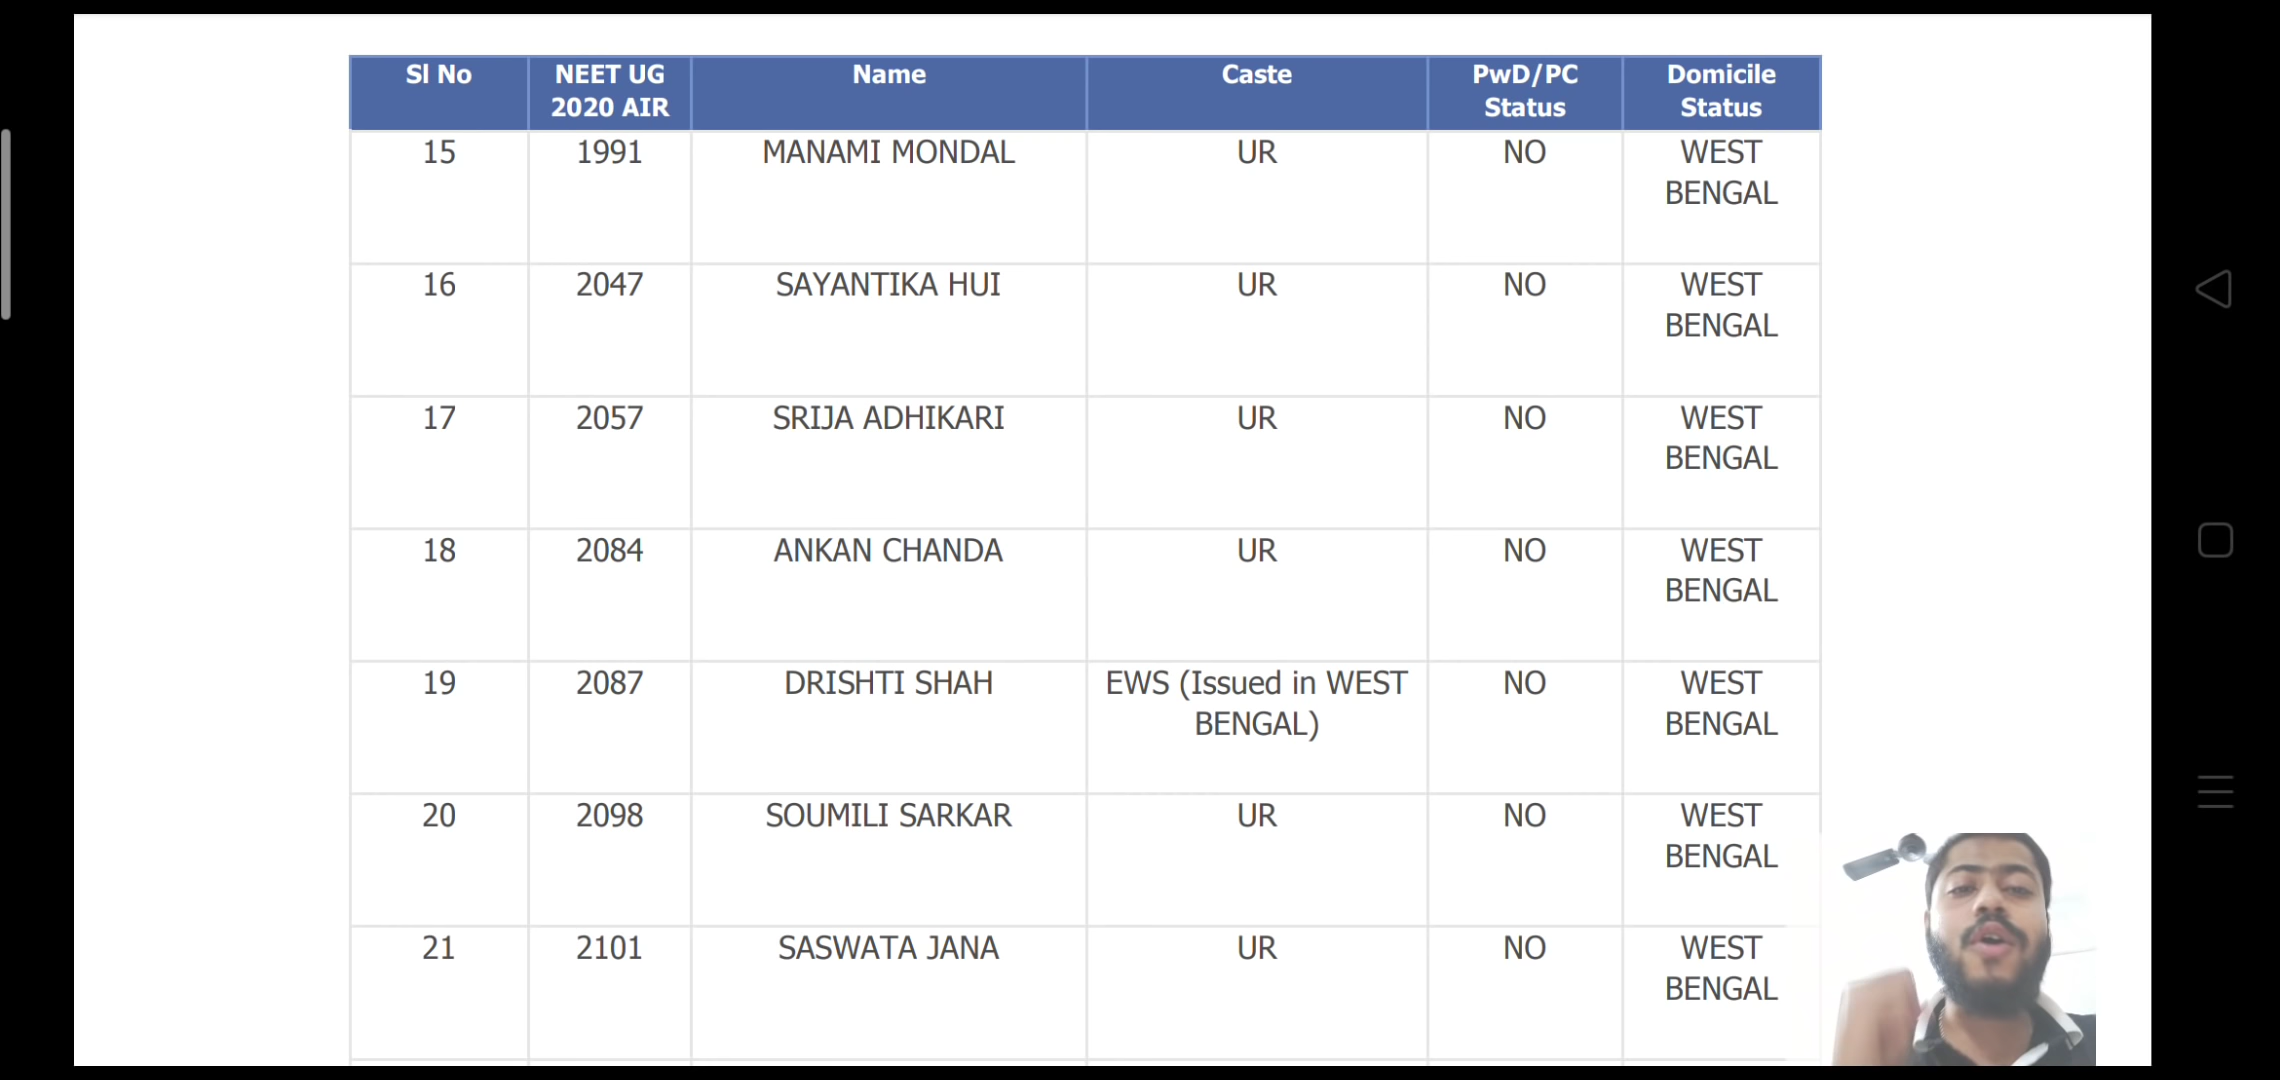 Sl No NEET UG Name Caste PwD/PC Domicile
2020 AIR Status Status
15 1991 MANAMI MONDAL UR NO WEST
BENGAL
16 2047 SAYANTIKA HUI UR NO WEST
BENGAL
17 2057 SRIJA ADHIKARI UR NO WEST
BENGAL
18 2084 ANKAN CHANDA UR NO WEST
BENGAL
19 2087 DRISHTI SHAH EWS (Issued in WEST NO WEST
BENGAL) BENGAL
20 2098 SOUMILI SARKAR UR NO WEST
BENGAL
21 2101 SASWATA JANA UR NO WEST
BENGAL